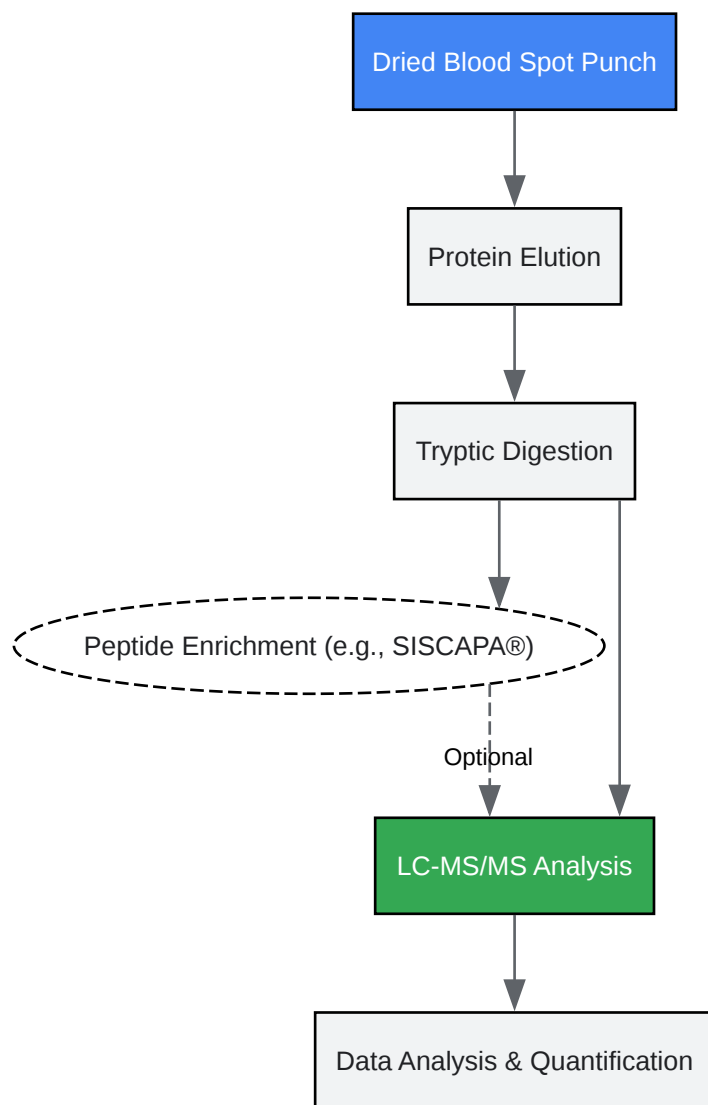 Dried Blood Spot Punch
Protein Elution
Tryptic Digestion
Peptide Enrichment (e.g., SISCAPA®)
Optional
LC-MS/MS Analysis
Data Analysis & Quantification